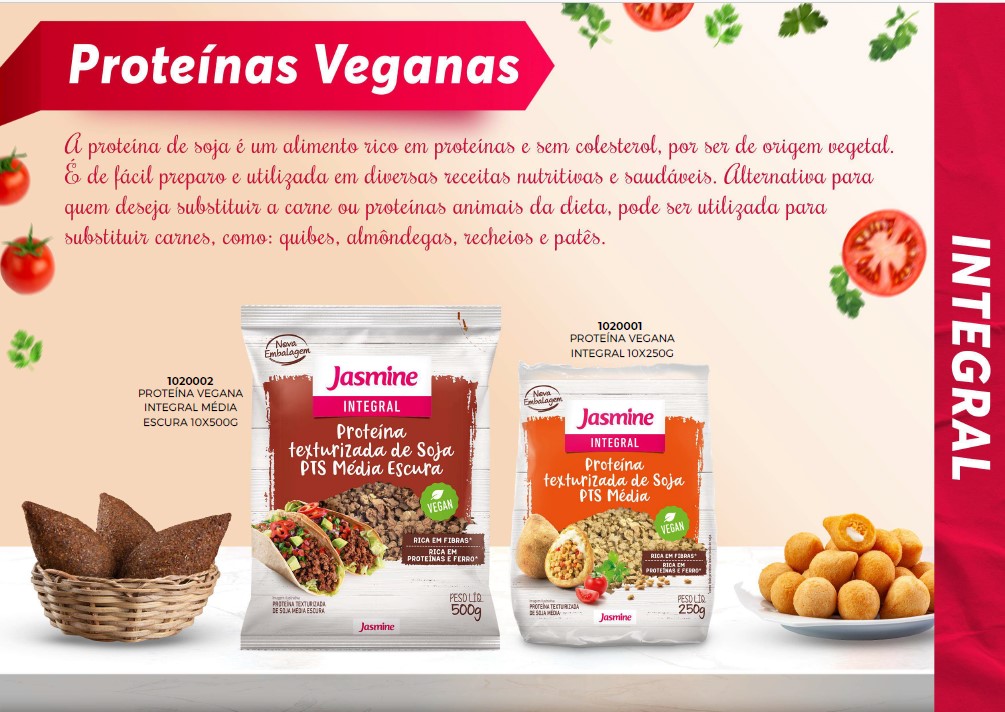 Proteínas Veganas
A proteína de soja é um alimento rico em proteínas e sem colesterol, por ser de origem vegetal.
É de fácil preparo e utilizada em diversas receitas nutritivas e saudáveis. Alternativa para
quem deseja substituir a carne ou proteínas animais da dieta, pode ser utilizada para
substituir carnes, como: quibes, almôndegas, recheios e patês.
INTEGRAL
1020002
PROTEÍNA VEGANA
INTEGRAL MÉDIA
ESCURA 10X500G
Nova
Embalagem
Jasmine
INTEGRAL
Proteína
texturizada de Soja
PTS Média Escura
VEGAN
RICA EM FIBRAS*
RICA EM
PROTEÍNAS E FERRO*
PROTEÍNA TEXTURIZADA
DE SOJA MÉDIA ESCURA
PESO LÍQ.
500g
Jasmine
1020001
PROTEÍNA VEGANA
INTEGRAL 10X250G
Nova
Embalagem
Jasmine
INTEGRAL
Proteína
texturizada de Soja
PTS Média
VEGAN
RICA EM FIBRAS*
RICA EM
PROTEÍNAS E FERRO*
PROTEÍNA TEXTURIZADA
DE SOJA MÉDIA
PESO LÍQ.
250g
Jasmine